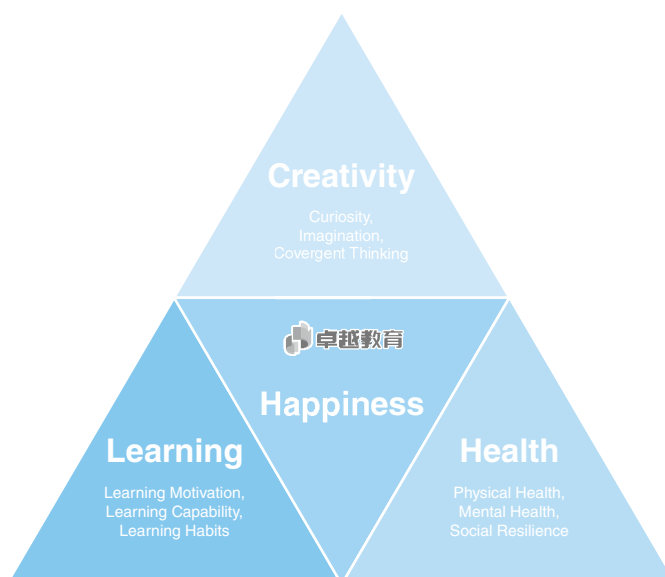 Creativity
Curiosity,
Imagination,
Covergent Thinking
卓越教育
Happiness
Learning
Learning Motivation,
Learning Capability,
Learning Habits
Health
Physical Health,
Mental Health,
Social Resilience